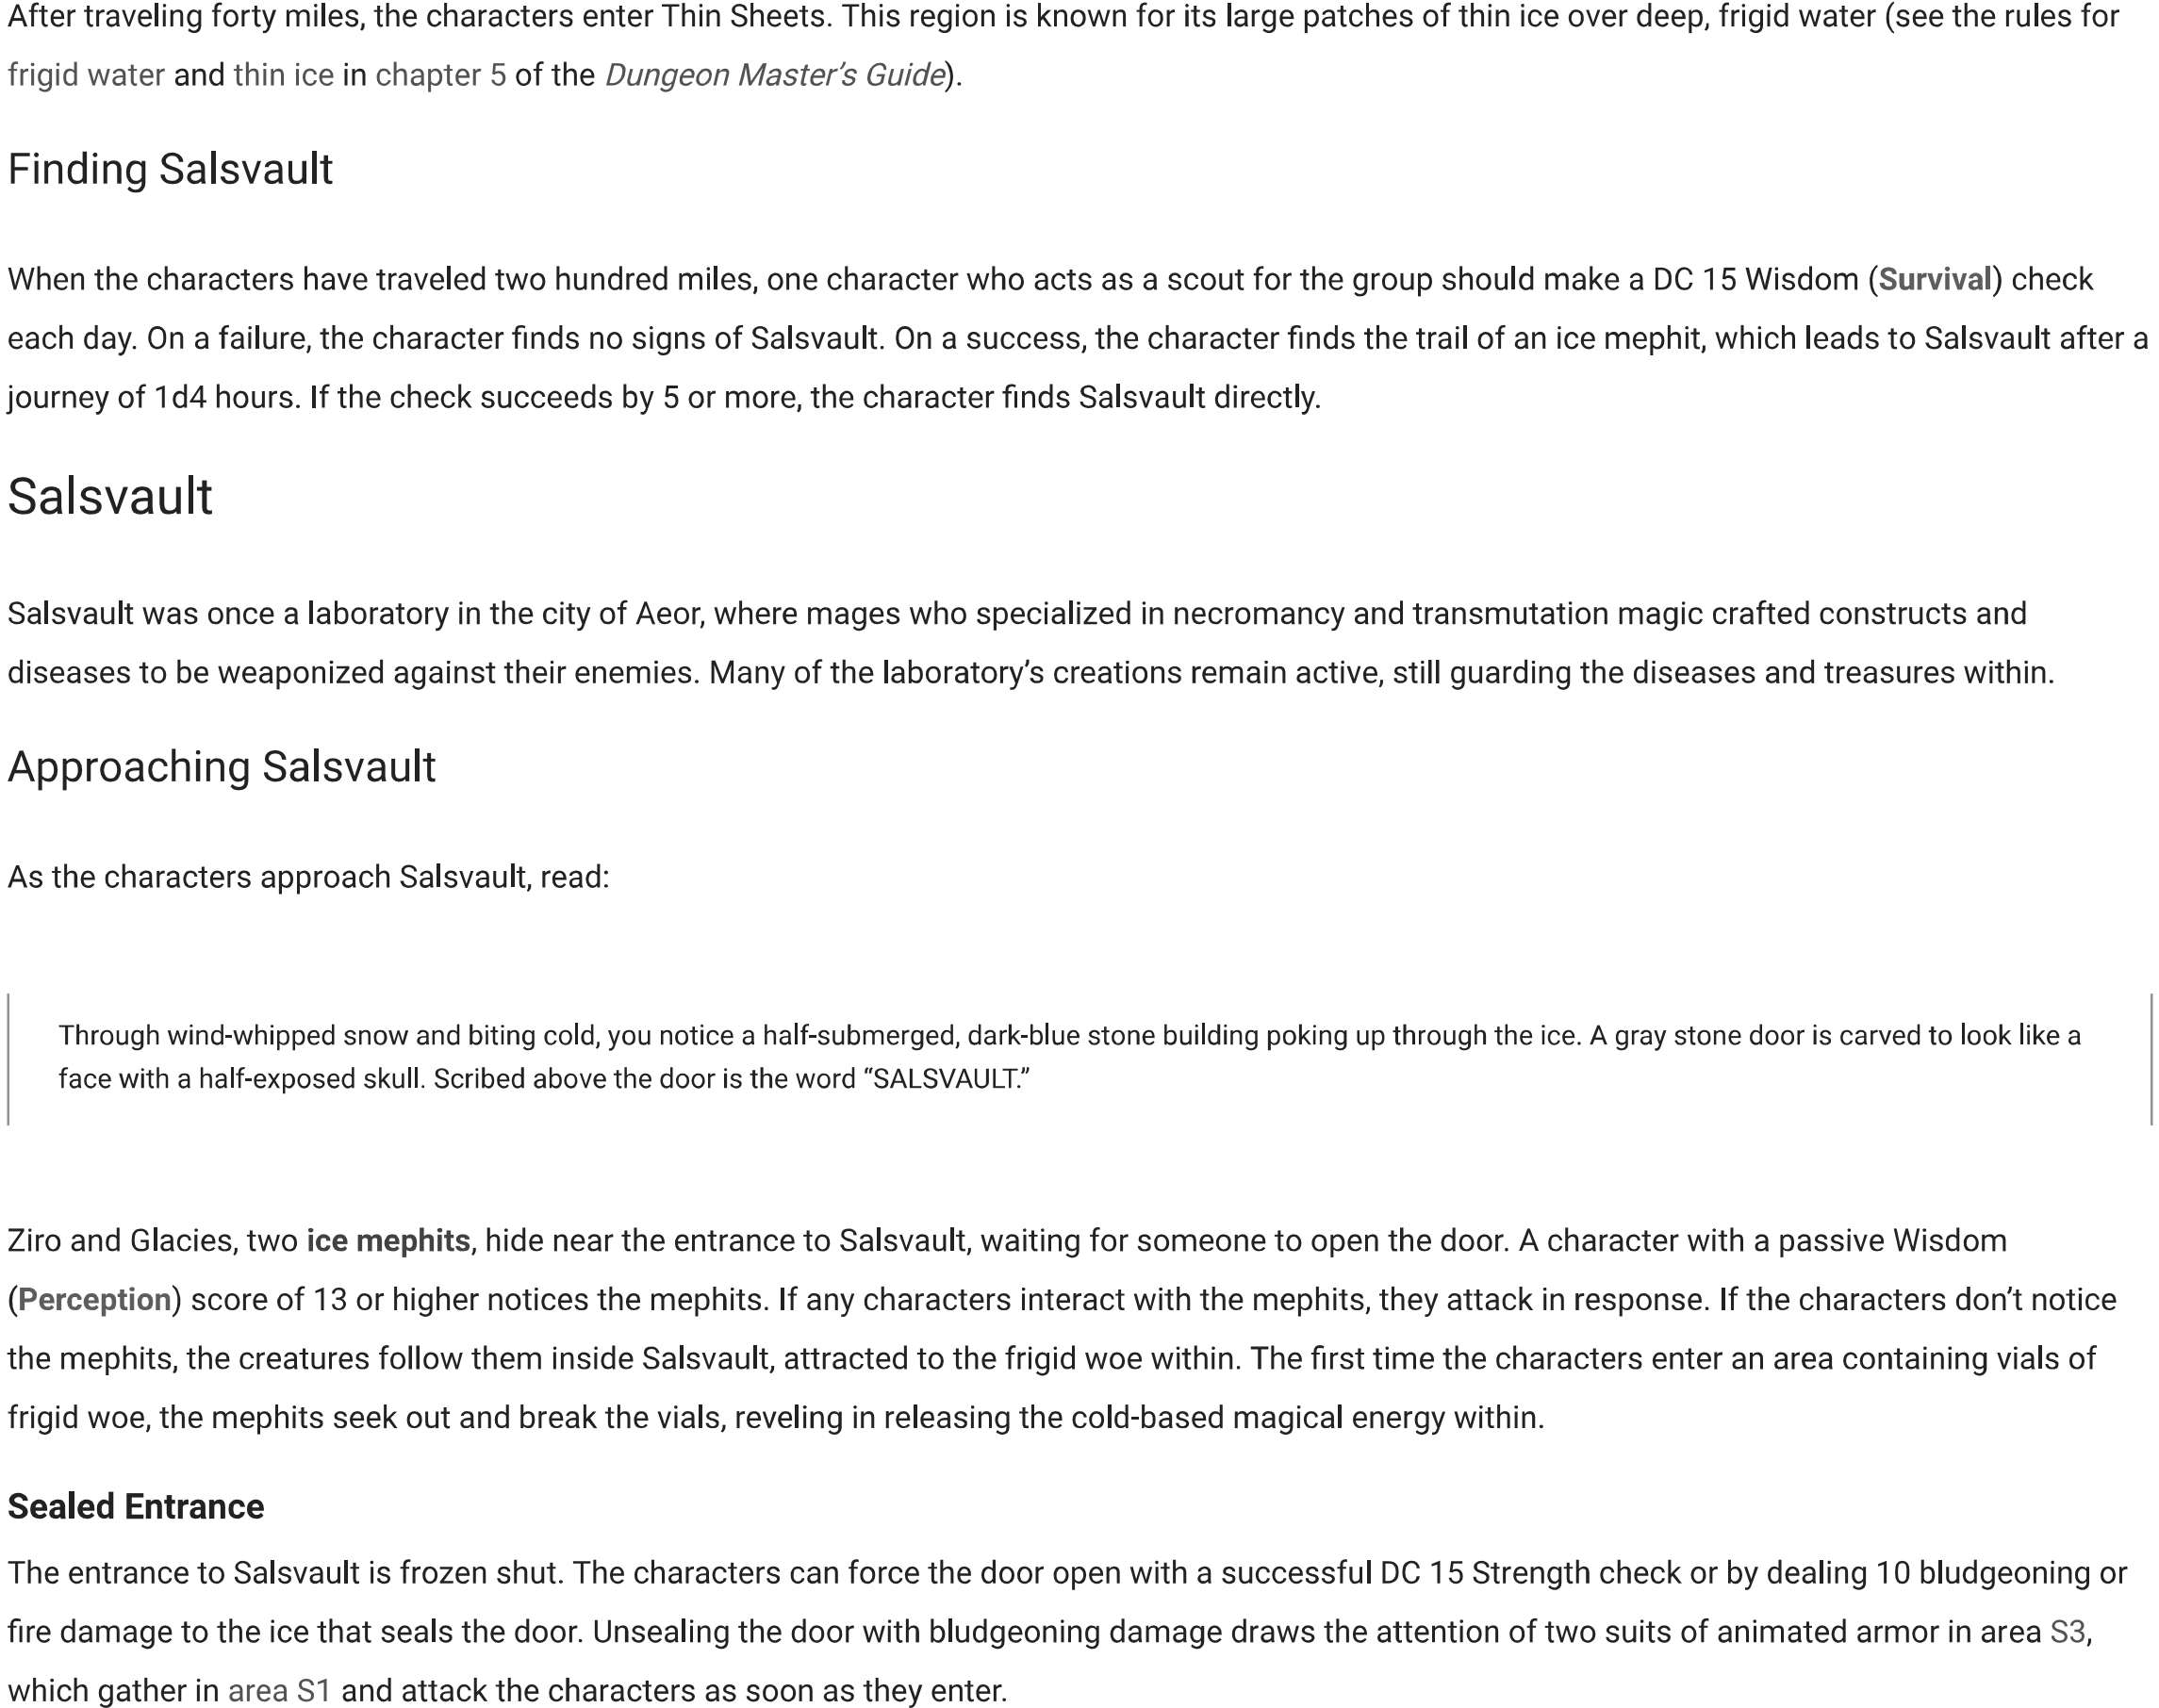 After traveling forty miles, the characters enter Thin Sheets. This region is known for its large patches of thin ice over deep, frigid water (see the rules for
frigid water and thin ice in chapter 5 of the Dungeon Master’s Guide).
Finding Salsvault
When the characters have traveled two hundred miles, one character who acts as a scout for the group should make a DC 15 Wisdom (Survival) check
each day. On a failure, the character finds no signs of Salsvault. On a success, the character finds the trail of an ice mephit, which leads to Salsvault after a
journey of 1d4 hours. If the check succeeds by 5 or more, the character finds Salsvault directly.
Salsvault
Salsvault was once a laboratory in the city of Aeor, where mages who specialized in necromancy and transmutation magic crafted constructs and
diseases to be weaponized against their enemies. Many of the laboratory’s creations remain active, still guarding the diseases and treasures within.
Approaching Salsvault
As the characters approach Salsvault, read:
Through wind-whipped snow and biting cold, you notice a half-submerged, dark-blue stone building poking up through the ice. A gray stone door is carved to look like a
face with a half-exposed skull. Scribed above the door is the word “SALSVAULT.”
Ziro and Glacies, two ice mephits, hide near the entrance to Salsvault, waiting for someone to open the door. A character with a passive Wisdom
(Perception) score of 13 or higher notices the mephits. If any characters interact with the mephits, they attack in response. If the characters don’t notice
the mephits, the creatures follow them inside Salsvault, attracted to the frigid woe within. The first time the characters enter an area containing vials of
frigid woe, the mephits seek out and break the vials, reveling in releasing the cold-based magical energy within.
Sealed Entrance
The entrance to Salsvault is frozen shut. The characters can force the door open with a successful DC 15 Strength check or by dealing 10 bludgeoning or
fire damage to the ice that seals the door. Unsealing the door with bludgeoning damage draws the attention of two suits of animated armor in area S3,
which gather in area S1 and attack the characters as soon as they enter.